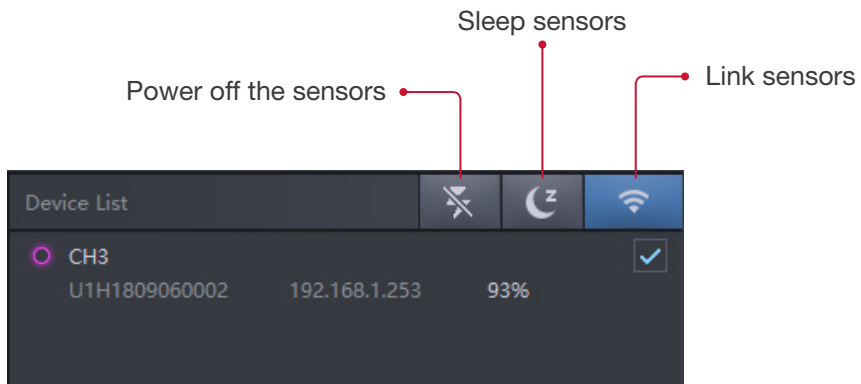 Sleep sensors
Power off the sensors
Link sensors
Device List
z
CH3
U1H1809060002 192.168.1.253 93%